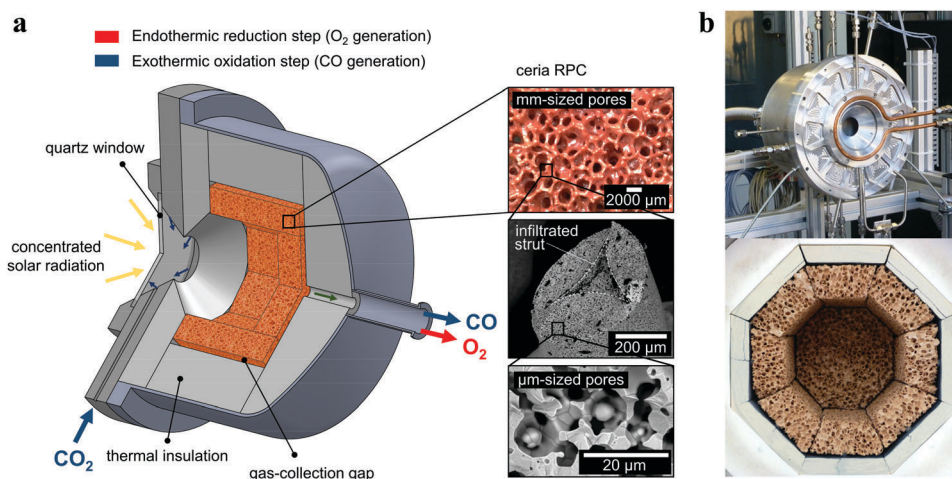 a
Endothermic reduction step (O₂ generation)
Exothermic oxidation step (CO generation)
quartz window
concentrated
solar radiation
CO₂
thermal insulation
gas-collection gap
CO
O₂
ceria RPC
mm-sized pores
2000 µm
infiltrated
strut
200 µm
µm-sized pores
20 µm
b